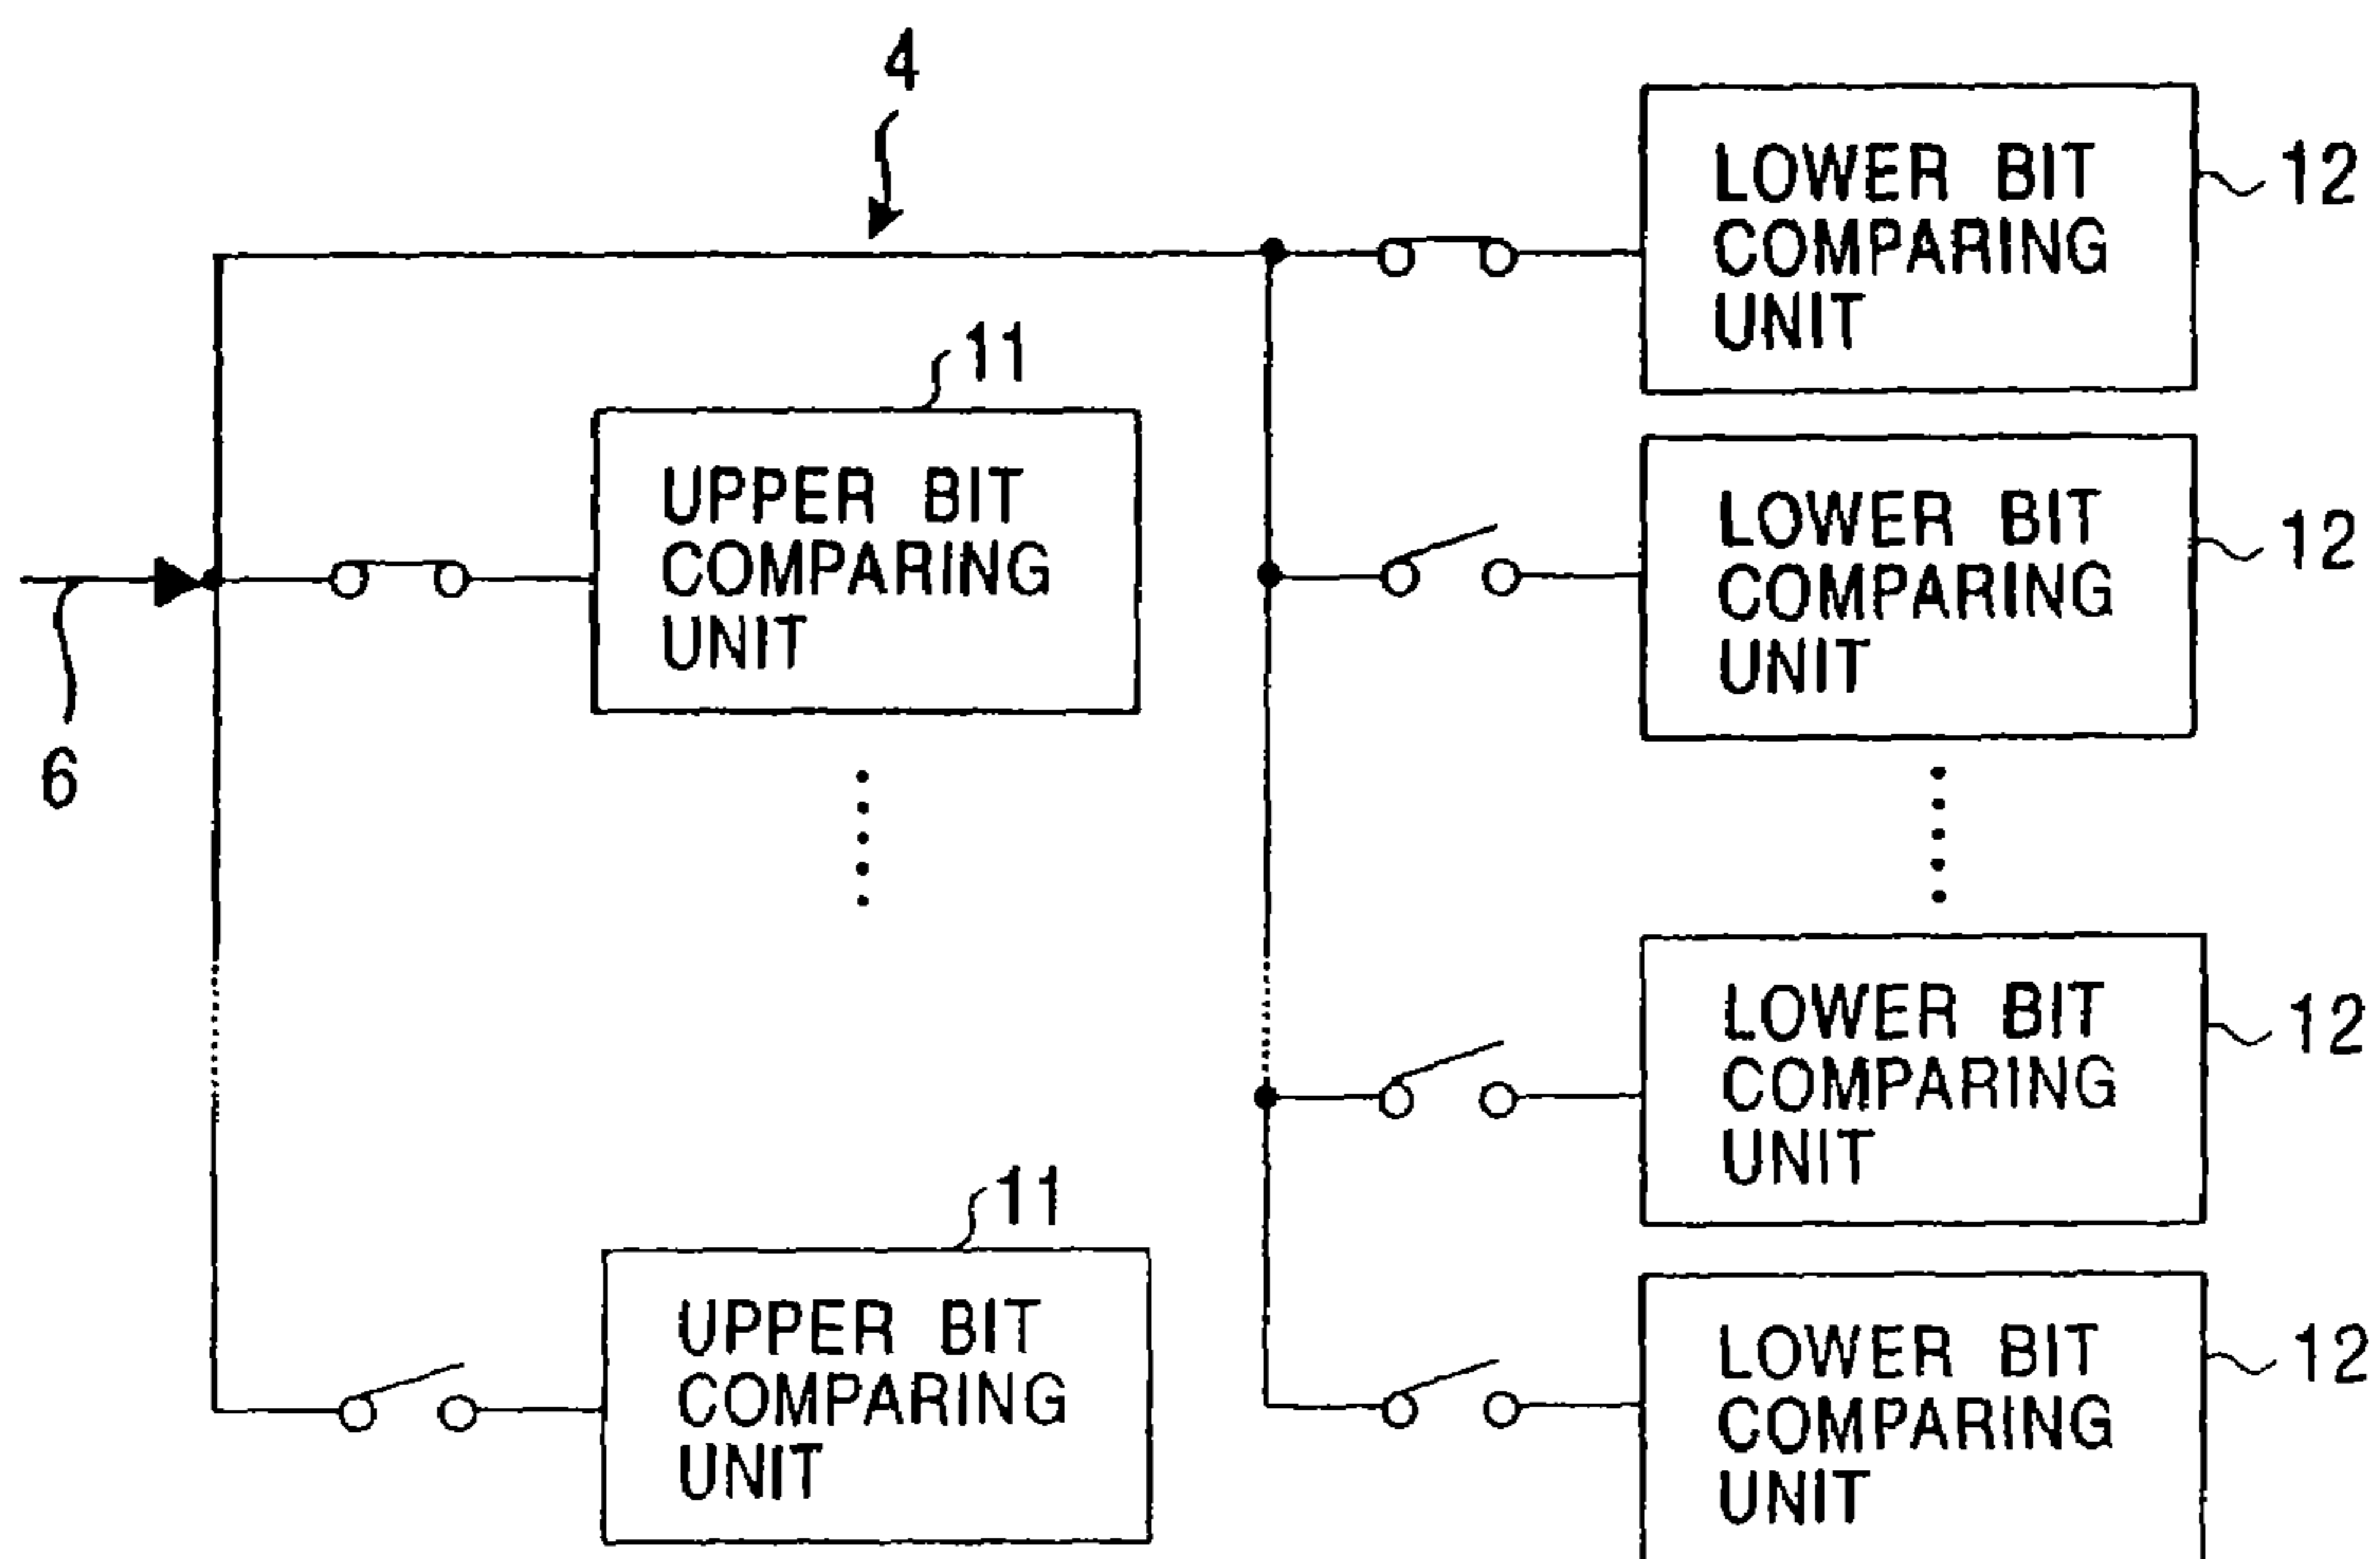 4
LOWER BIT
COMPARING
UNIT
12
11
UPPER BIT
COMPARING
UNIT
LOWER BIT
COMPARING
UNIT
12
6
LOWER BIT
COMPARING
UNIT
12
11
UPPER BIT
COMPARING
UNIT
LOWER BIT
COMPARING
UNIT
12